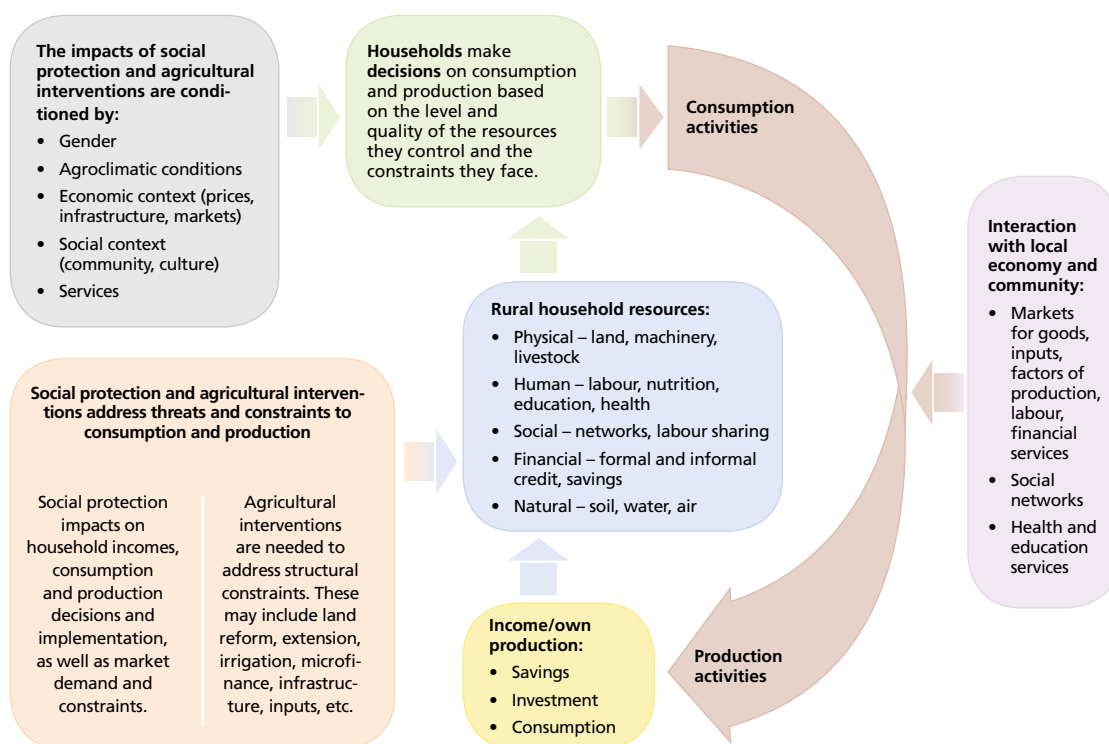 The impacts of social
protection and agricultural
interventions are condi-
tioned by:
• Gender
• Agroclimatic conditions
• Economic context (prices,
infrastructure, markets)
• Social context
(community, culture)
• Services
Households make
decisions on consumption
and production based
on the level and
quality of the resources
they control and the
constraints they face.
Consumption
activities
Interaction
with local
economy and
community:
• Markets
for goods,
inputs,
factors of
production,
labour,
financial
services
• Social
networks
• Health and
education
services
Rural household resources:
• Physical – land, machinery,
livestock
• Human – labour, nutrition,
education, health
• Social – networks, labour sharing
• Financial – formal and informal
credit, savings
• Natural – soil, water, air
Social protection and agricultural interven-
tions address threats and constraints to
consumption and production
Social protection
impacts on
household incomes,
consumption
and production
decisions and
implementation,
as well as market
demand and
constraints.
Agricultural
interventions
are needed to
address structural
constraints. These
may include land
reform, extension,
irrigation, microfi-
nance, infrastruc-
ture, inputs, etc.
Income/own
production:
• Savings
• Investment
• Consumption
Production
activities